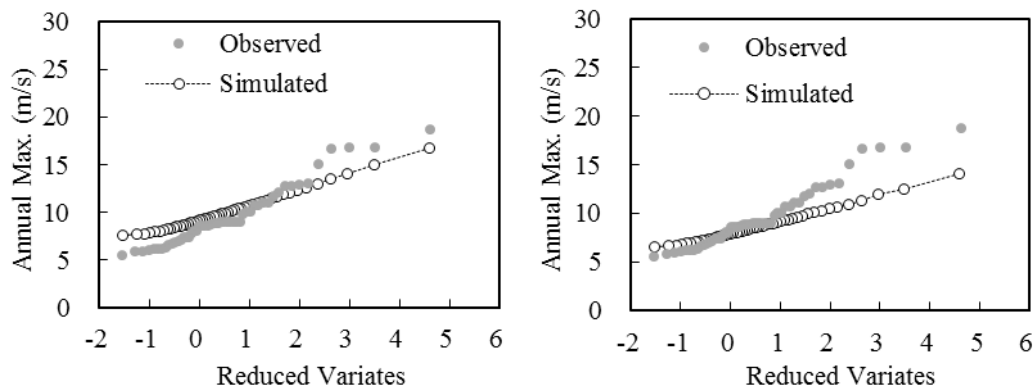 30
25
20
15
10
5
0
Annual Max. (m/s)
Observed
Simulated
-2 -1 0 1 2 3 4 5 6
Reduced Variates
30
25
20
15
10
5
0
Annual Max. (m/s)
Observed
Simulated
-2 -1 0 1 2 3 4 5 6
Reduced Variates